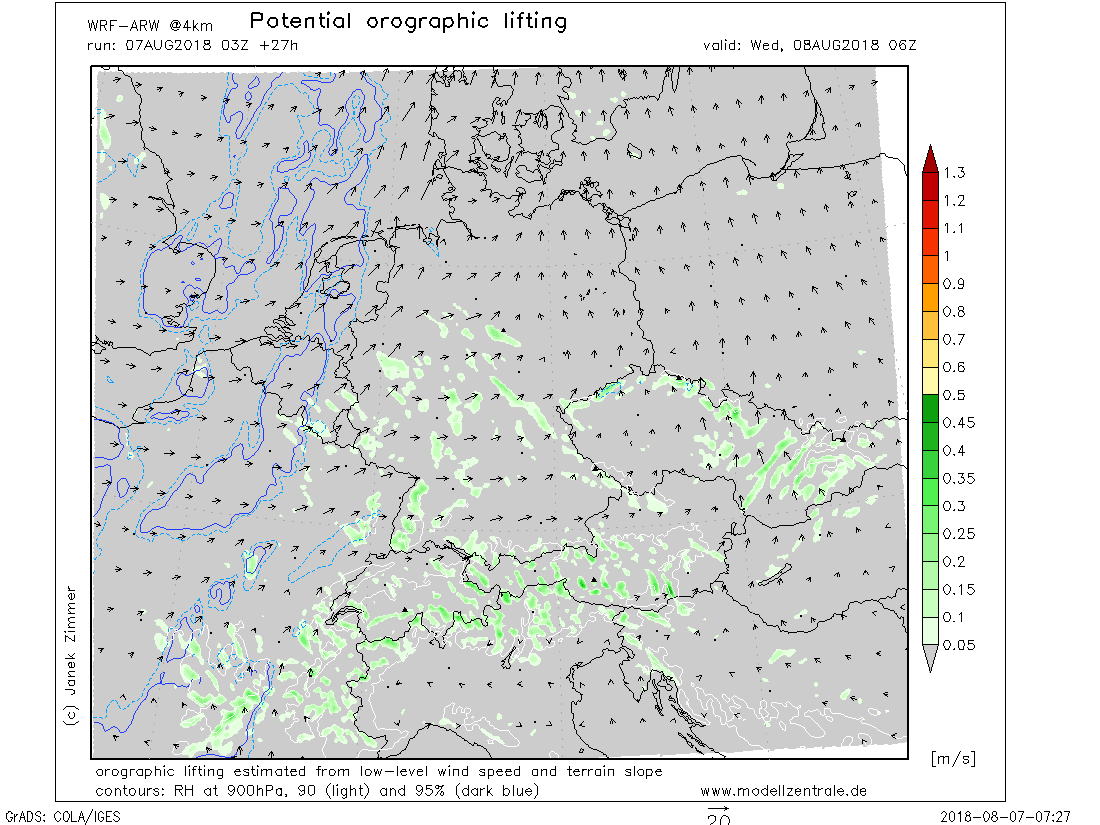 Potential orographic lifting
WRF-ARW @4km
run: 07AUG2018 03Z +27h
valid: Wed, 08AUG2018 06Z
1.3
1.2
1.1
1
0.9
0.8
0.7
0.6
0.5
0.45
0.4
0.35
0.3
0.25
0.2
0.15
0.1
0.05
[m/s]
(c) Janek Zimmer
orographic lifting estimated from low-level wind speed and terrain slope
contours: RH at 900hPa, 90 (light) and 95% (dark blue)
www.modellzentrale.de
20
GrADS: COLA/IGES
2018-08-07-07:27